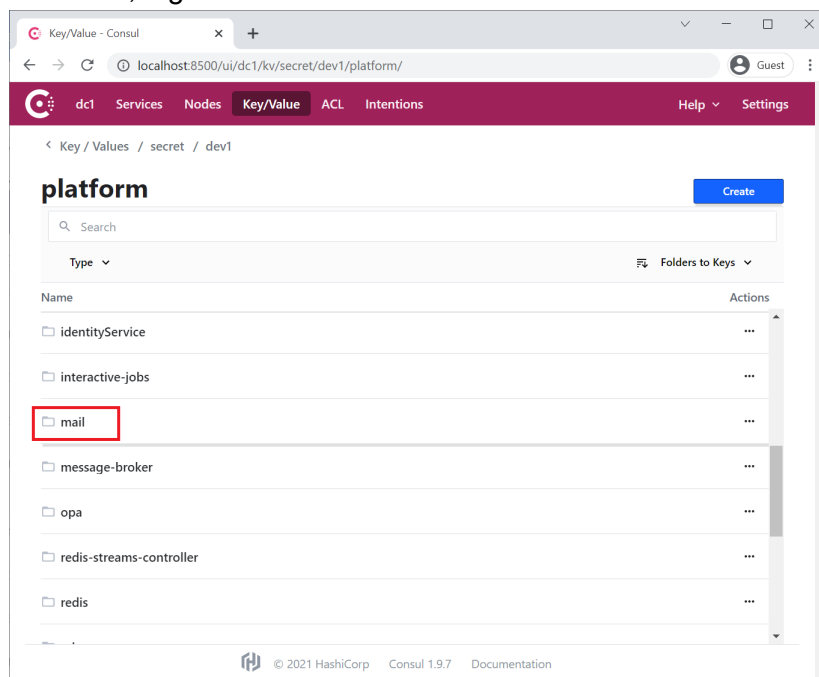 Key/Value - Consul
localhost:8500/ui/dc1/kv/secret/dev1/platform/
Guest
dc1 Services Nodes Key/Value ACL Intentions Help Settings
< Key / Values / secret / dev1
platform
Create
Search
Type Folders to Keys
Name Actions
identityService
interactive-jobs
mail
message-broker
opa
redis-streams-controller
redis
© 2021 HashiCorp Consul 1.9.7 Documentation